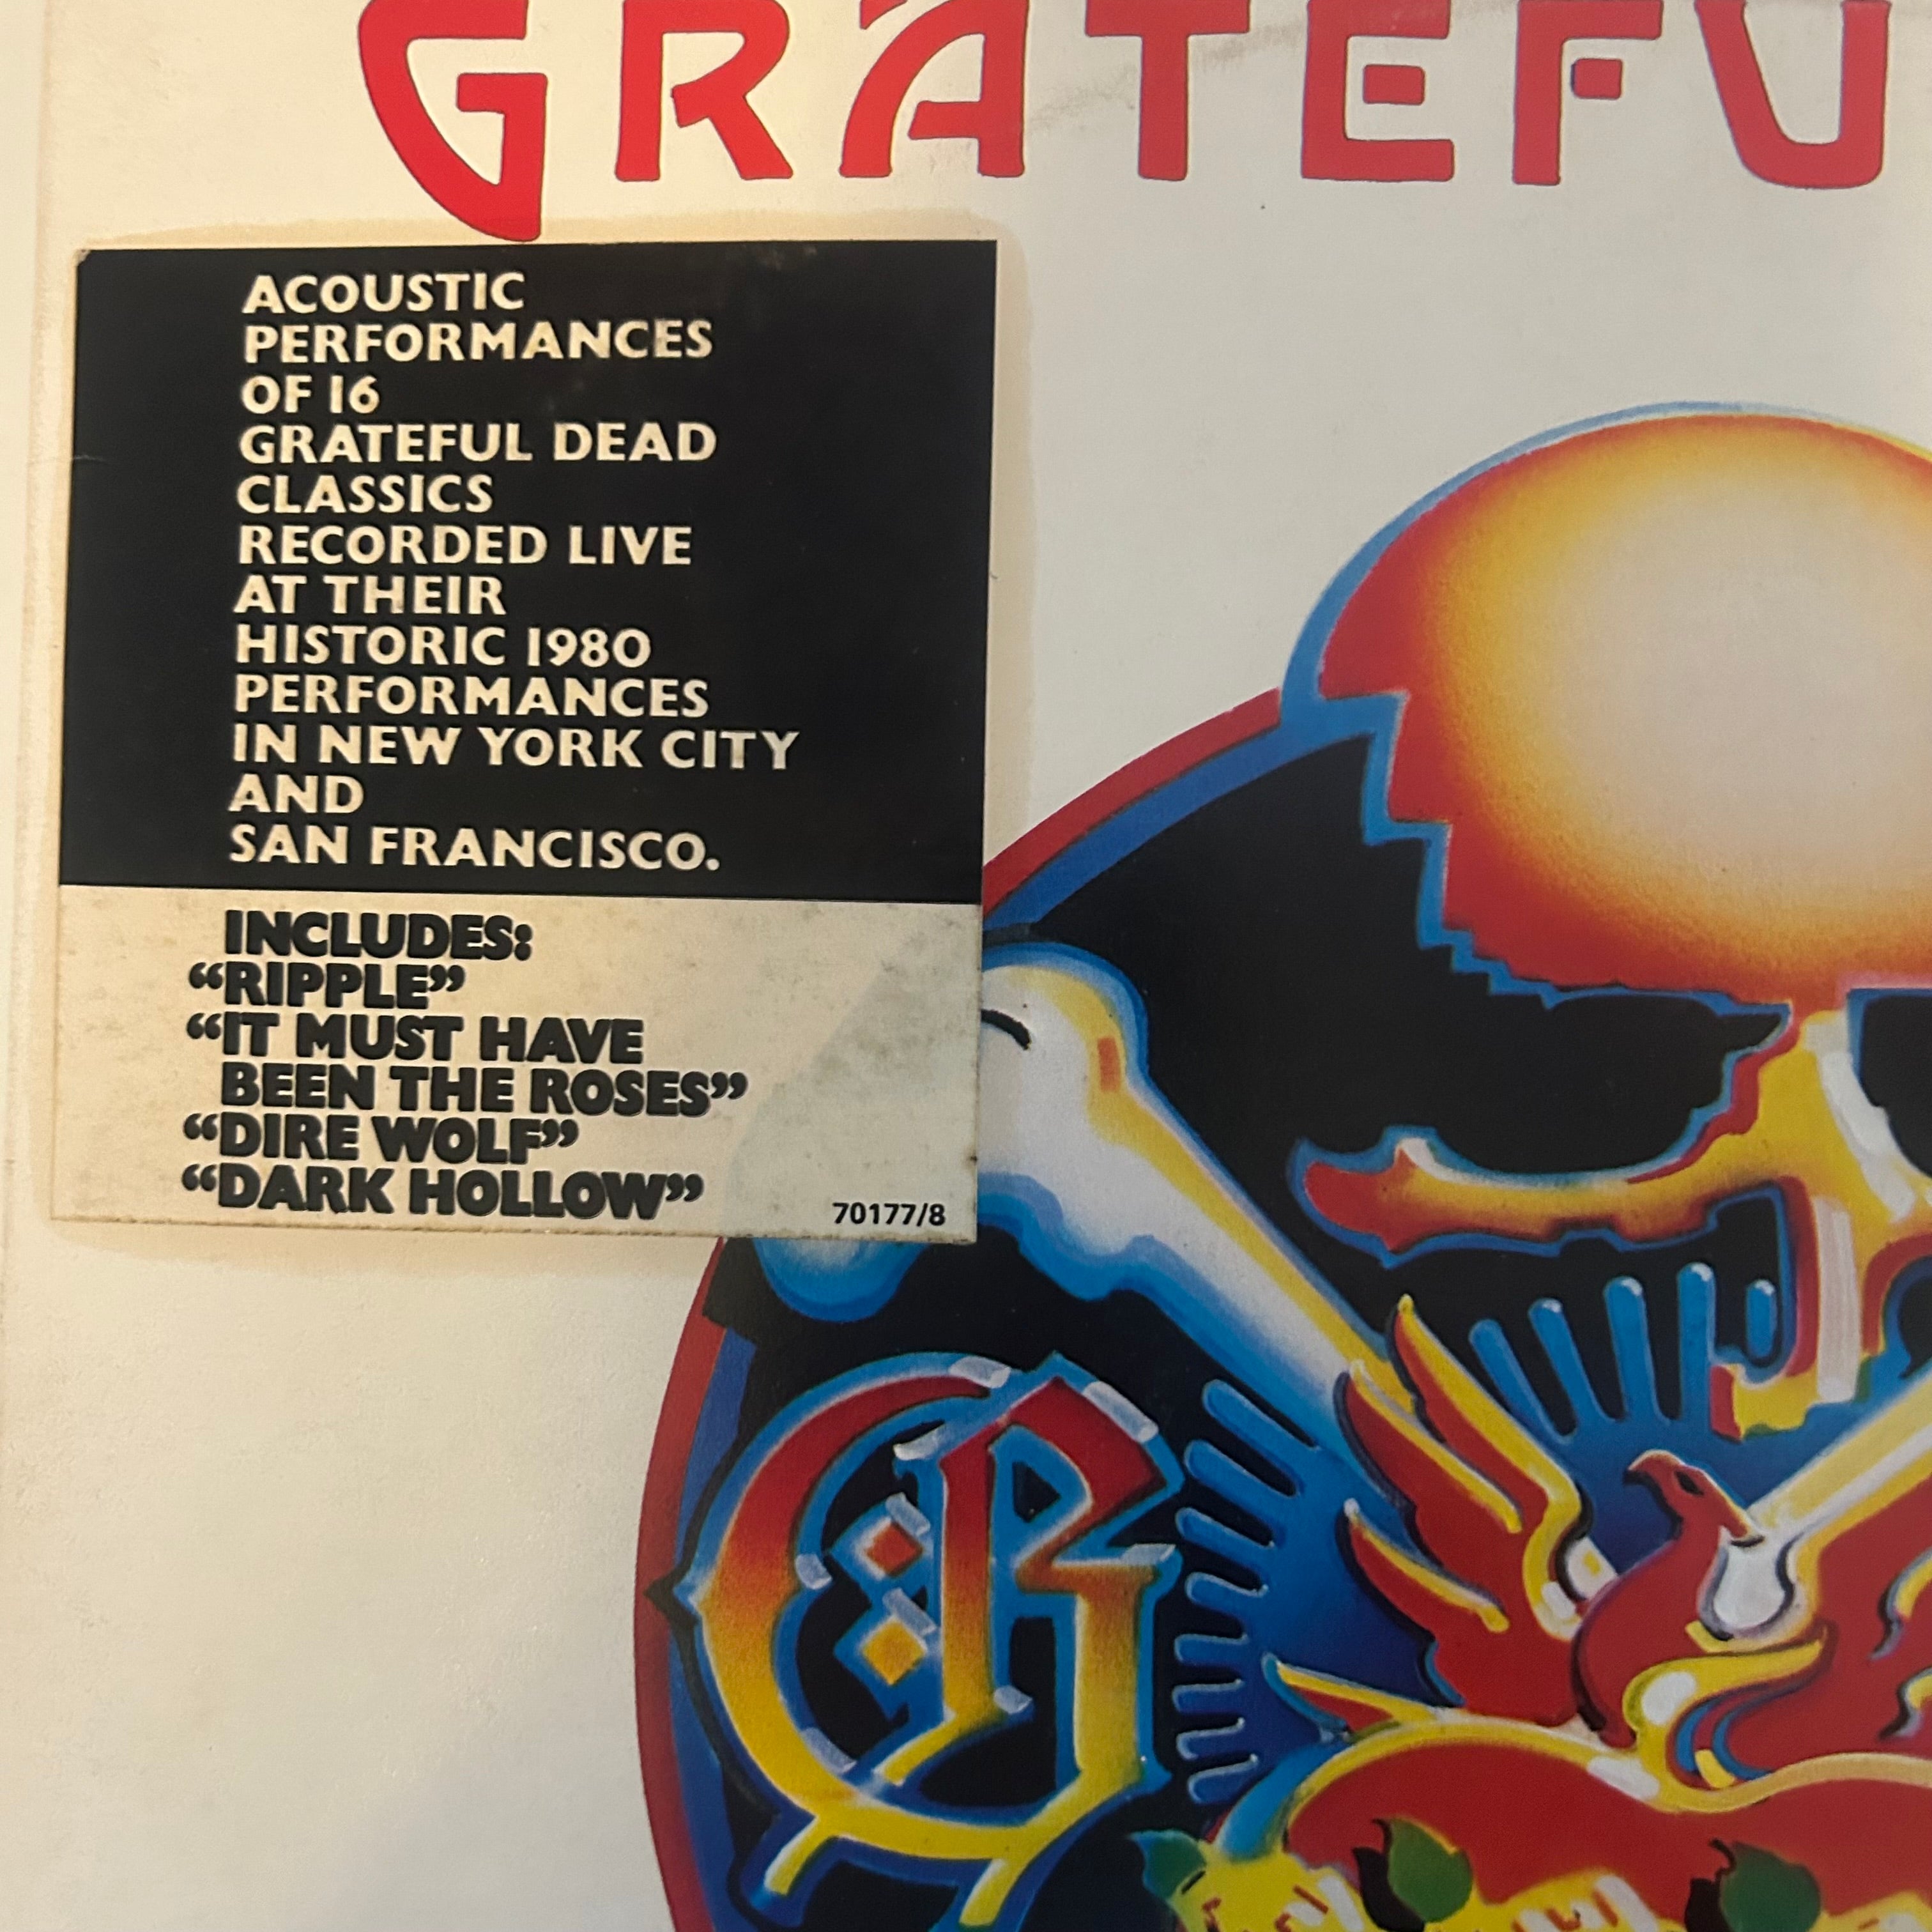 GRATEFU
ACOUSTIC
PERFORMANCES
OF 16
GRATEFUL DEAD
CLASSICS
RECORDED LIVE
AT THEIR
HISTORIC 1980
PERFORMANCES
IN NEW YORK CITY
AND
SAN FRANCISCO.
INCLUDES:
“RIPPLE”
“IT MUST HAVE
BEEN THE ROSES”
“DIRE WOLF”
“DARK HOLLOW”
70177/8